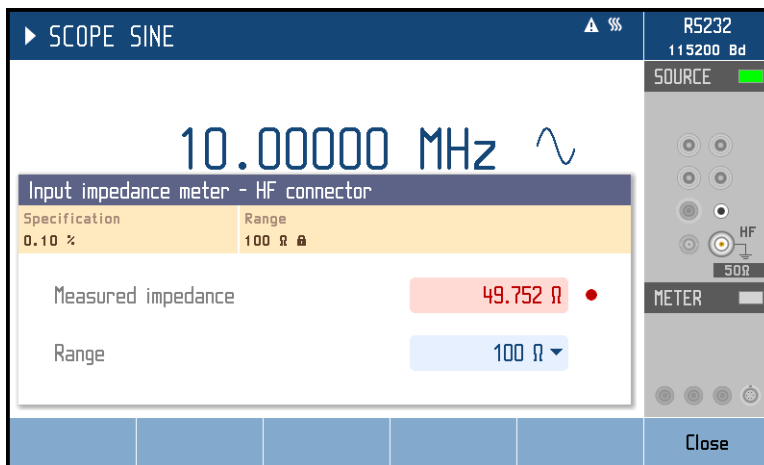 SCOPE SINE
RS232
115200 Bd
SOURCE
10.00000 MHz
Input impedance meter - HF connector
Specification
Range
0.10 %
100 Ω
HF
50Ω
Measured impedance
49.752 Ω
METER
Range
100 Ω
Close